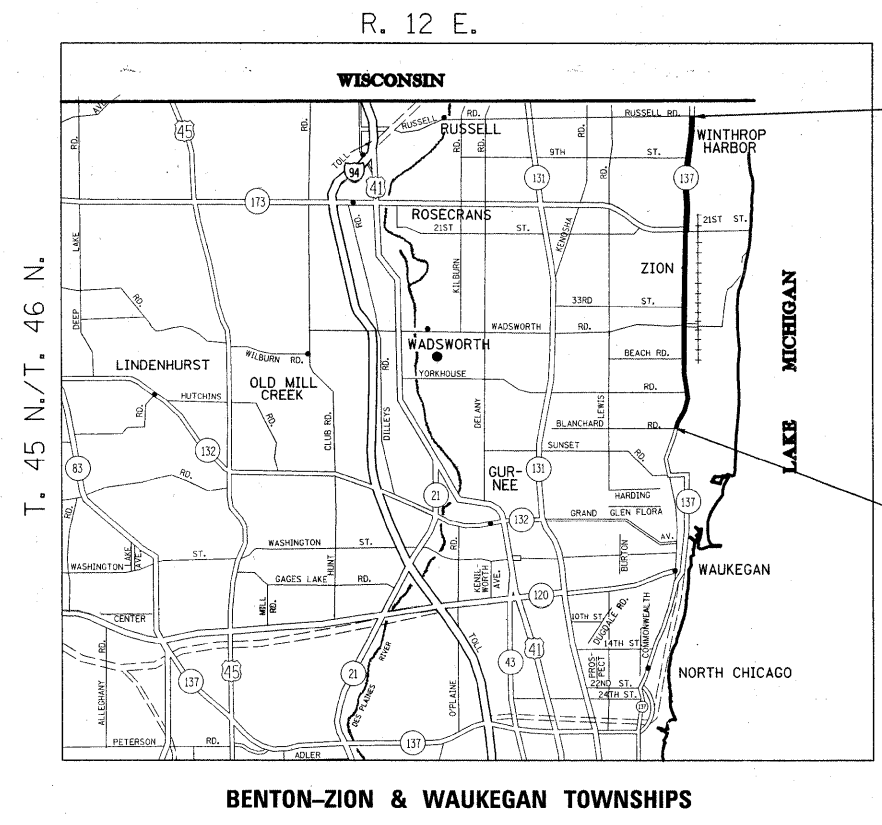 R. 12 E.
WISCONSIN
AVE
RD.
45
RD.
RUSSELL
RD.
RUSSELL
RD.
RD.
RD.
RUSSELL RD.
WINTHROP
HARBOR
TOLL
94
41
9TH ST.
131
137
RD.
173
RD.
ROSECRANS
21ST ST.
KENOSHA
21ST ST.
LAKE
DEEP
KILBURN
ZION
33RD ST.
LAKE MICHIGAN
T. 45 N./T. 46 N.
RD.
WADSWORTH RD.
WADSWORTH
BEACH RD.
LINDENHURST
WILBURN RD.
OLD MILL
CREEK
RD.
YORKHOUSE RD.
HUTCHINS RD.
RD.
CLUB RD.
DILLEYS
DELANY
LEWIS
BLANCHARD RD.
132
SUNSET RD.
83
RD.
GUR-
NEE
131
21
HARDING
137
RD.
132
GRAND AV.
GLEN FLORA
WASHINGTON
LAKE
AVE.
ST.
WASHINGTON ST.
HUNT
RD.
KENIL-
WORTH
AVE.
BURTON
WAUKEGAN
GAGES LAKE RD.
MILL
RD.
120
CENTER
10TH ST.
DUGDALE RD.
COMMONWEALTH
14TH ST.
RD.
ALLEGHANY
137
45
21
DES PLAINES RIVER
TOLL
43
41
PROS-
PECT
22ND ST.
24TH ST.
NORTH CHICAGO
O'PLAINE
137
PETERSON RD.
ADLER
137
BENTON–ZION & WAUKEGAN TOWNSHIPS